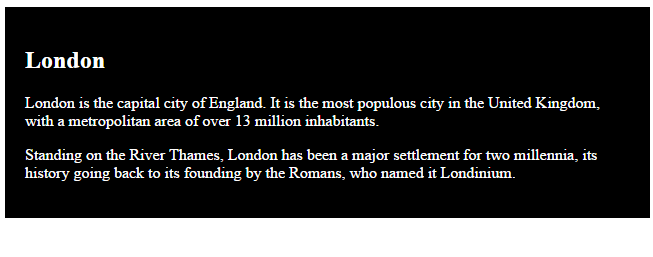 London
London is the capital city of England. It is the most populous city in the United Kingdom,
with a metropolitan area of over 13 million inhabitants.
Standing on the River Thames, London has been a major settlement for two millennia, its
history going back to its founding by the Romans, who named it Londinium.